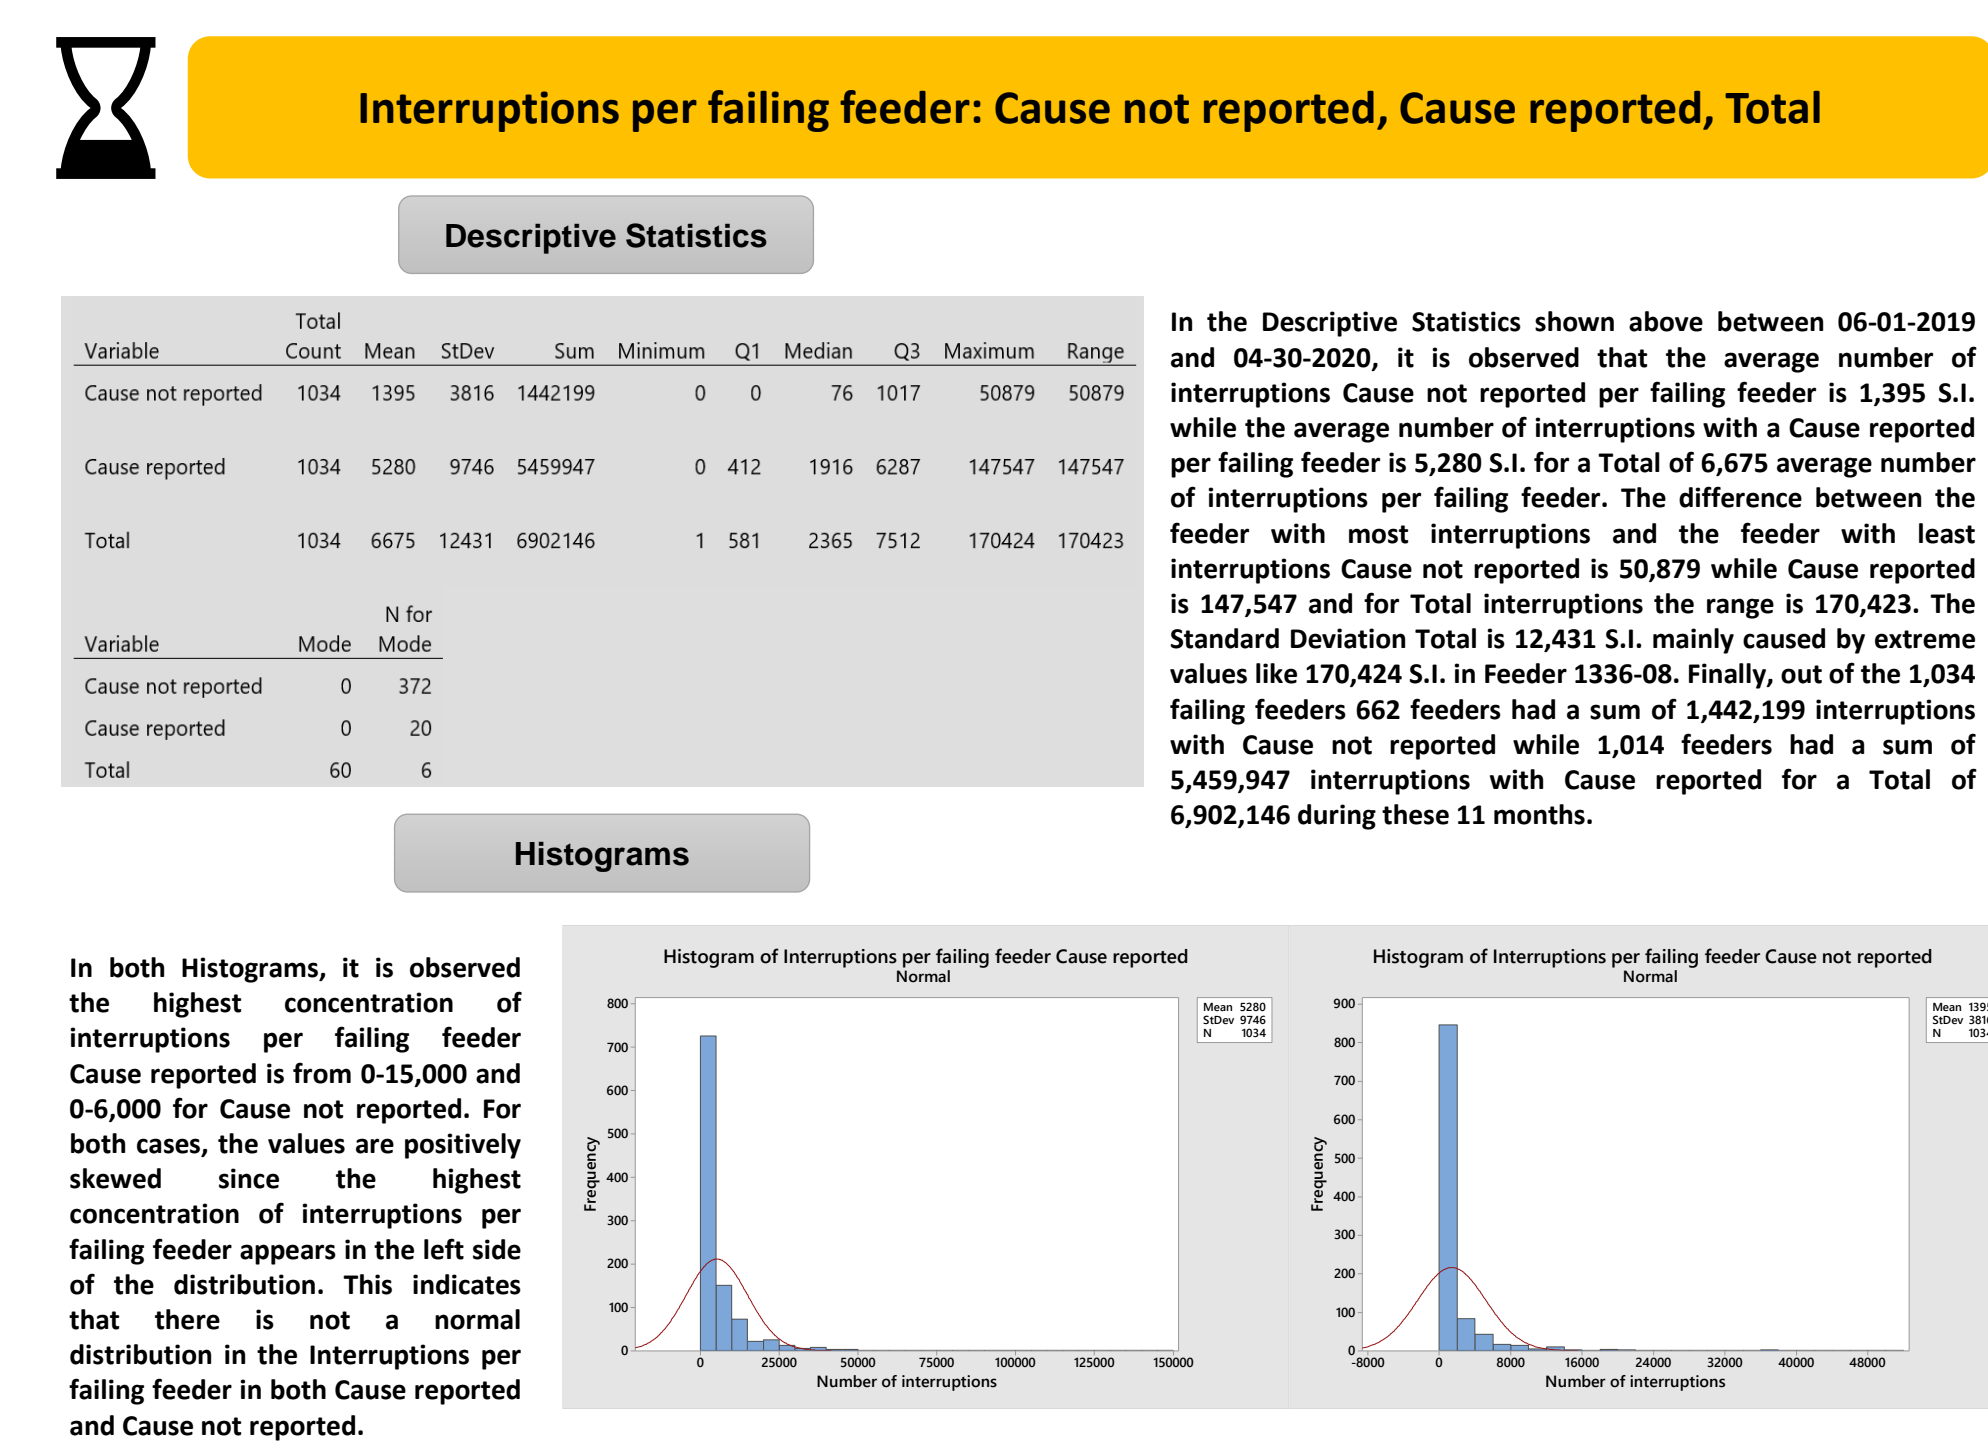 Interruptions per failing feeder: Cause not reported, Cause reported, Total
Descriptive Statistics
Total
Variable Count Mean StDev Sum Minimum Q1 Median Q3 Maximum Range
Cause not reported 1034 1395 3816 1442199 0 0 76 1017 50879 50879
Cause reported 1034 5280 9746 5459947 0 412 1916 6287 147547 147547
Total 1034 6675 12431 6902146 1 581 2365 7512 170424 170423
N for
Variable Mode Mode
Cause not reported 0 372
Cause reported 0 20
Total 60 6
In the Descriptive Statistics shown above between 06-01-2019
and 04-30-2020, it is observed that the average number of
interruptions Cause not reported per failing feeder is 1,395 S.I.
while the average number of interruptions with a Cause reported
per failing feeder is 5,280 S.I. for a Total of 6,675 average number
of interruptions per failing feeder. The difference between the
feeder with most interruptions and the feeder with least
interruptions Cause not reported is 50,879 while Cause reported
is 147,547 and for Total interruptions the range is 170,423. The
Standard Deviation Total is 12,431 S.I. mainly caused by extreme
values like 170,424 S.I. in Feeder 1336-08. Finally, out of the 1,034
failing feeders 662 feeders had a sum of 1,442,199 interruptions
with Cause not reported while 1,014 feeders had a sum of
5,459,947 interruptions with Cause reported for a Total of
6,902,146 during these 11 months.
Histograms
In both Histograms, it is observed
the highest concentration of
interruptions per failing feeder
Cause reported is from 0-15,000 and
0-6,000 for Cause not reported. For
both cases, the values are positively
skewed since the highest
concentration of interruptions per
failing feeder appears in the left side
of the distribution. This indicates
that there is not a normal
distribution in the Interruptions per
failing feeder in both Cause reported
and Cause not reported.
Histogram of Interruptions per failing feeder Cause reported
Normal
Mean 5280
StDev 9746
N 1034
Frequency
800
700
600
500
400
300
200
100
0
0 25000 50000 75000 100000 125000 150000
Number of interruptions
Histogram of Interruptions per failing feeder Cause not reported
Normal
Mean 139
StDev 381
N 103
Frequency
900
800
700
600
500
400
300
200
100
0
-8000 0 8000 16000 24000 32000 40000 48000
Number of interruptions